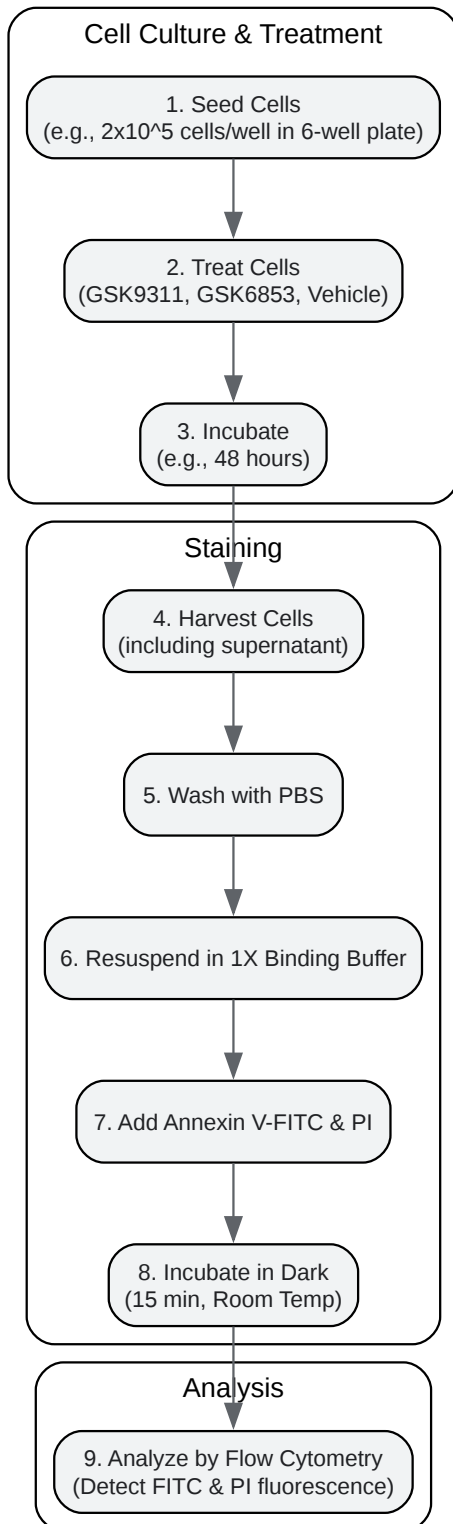 Cell Culture & Treatment
1. Seed Cells
(e.g., 2x10^5 cells/well in 6-well plate)
2. Treat Cells
(GSK9311, GSK6853, Vehicle)
3. Incubate
(e.g., 48 hours)
Staining
4. Harvest Cells
(including supernatant)
5. Wash with PBS
6. Resuspend in 1X Binding Buffer
7. Add Annexin V-FITC & PI
8. Incubate in Dark
(15 min, Room Temp)
Analysis
9. Analyze by Flow Cytometry
(Detect FITC & PI fluorescence)